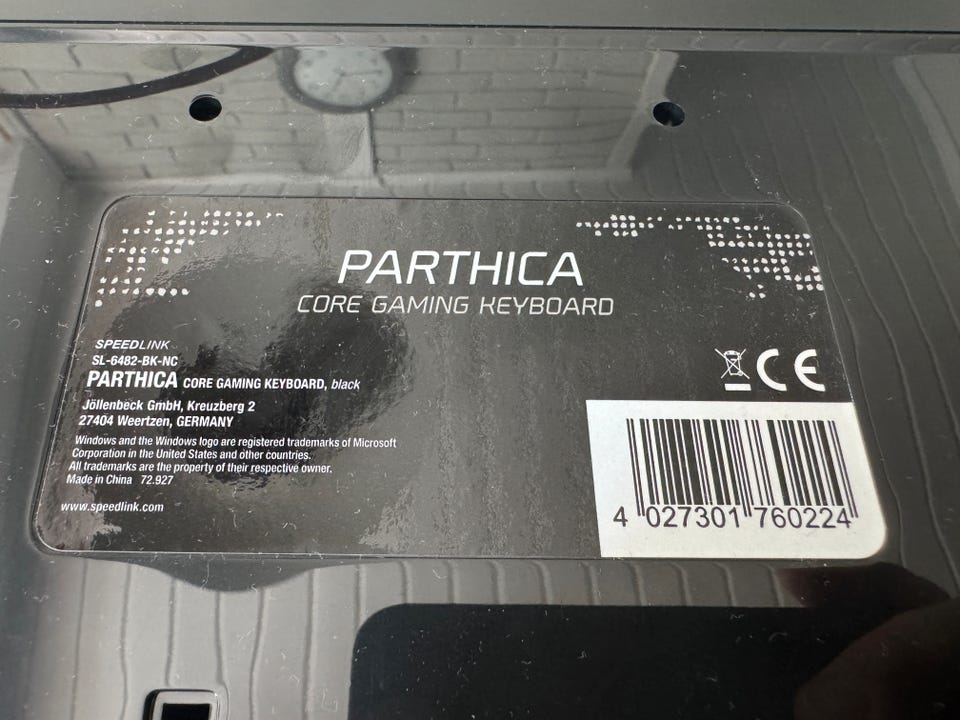 PARTHICA
CORE GAMING KEYBOARD
SPEEDLINK
SL-6482-BK-NC
PARTHICA CORE GAMING KEYBOARD, black
Jöllenbeck GmbH, Kreuzberg 2
27404 Weertzen, GERMANY
Windows and the Windows logo are registered trademarks of Microsoft
Corporation in the United States and other countries.
All trademarks are the property of their respective owner.
Made in China 72.927
www.speedlink.com
CE
4 027301 760224